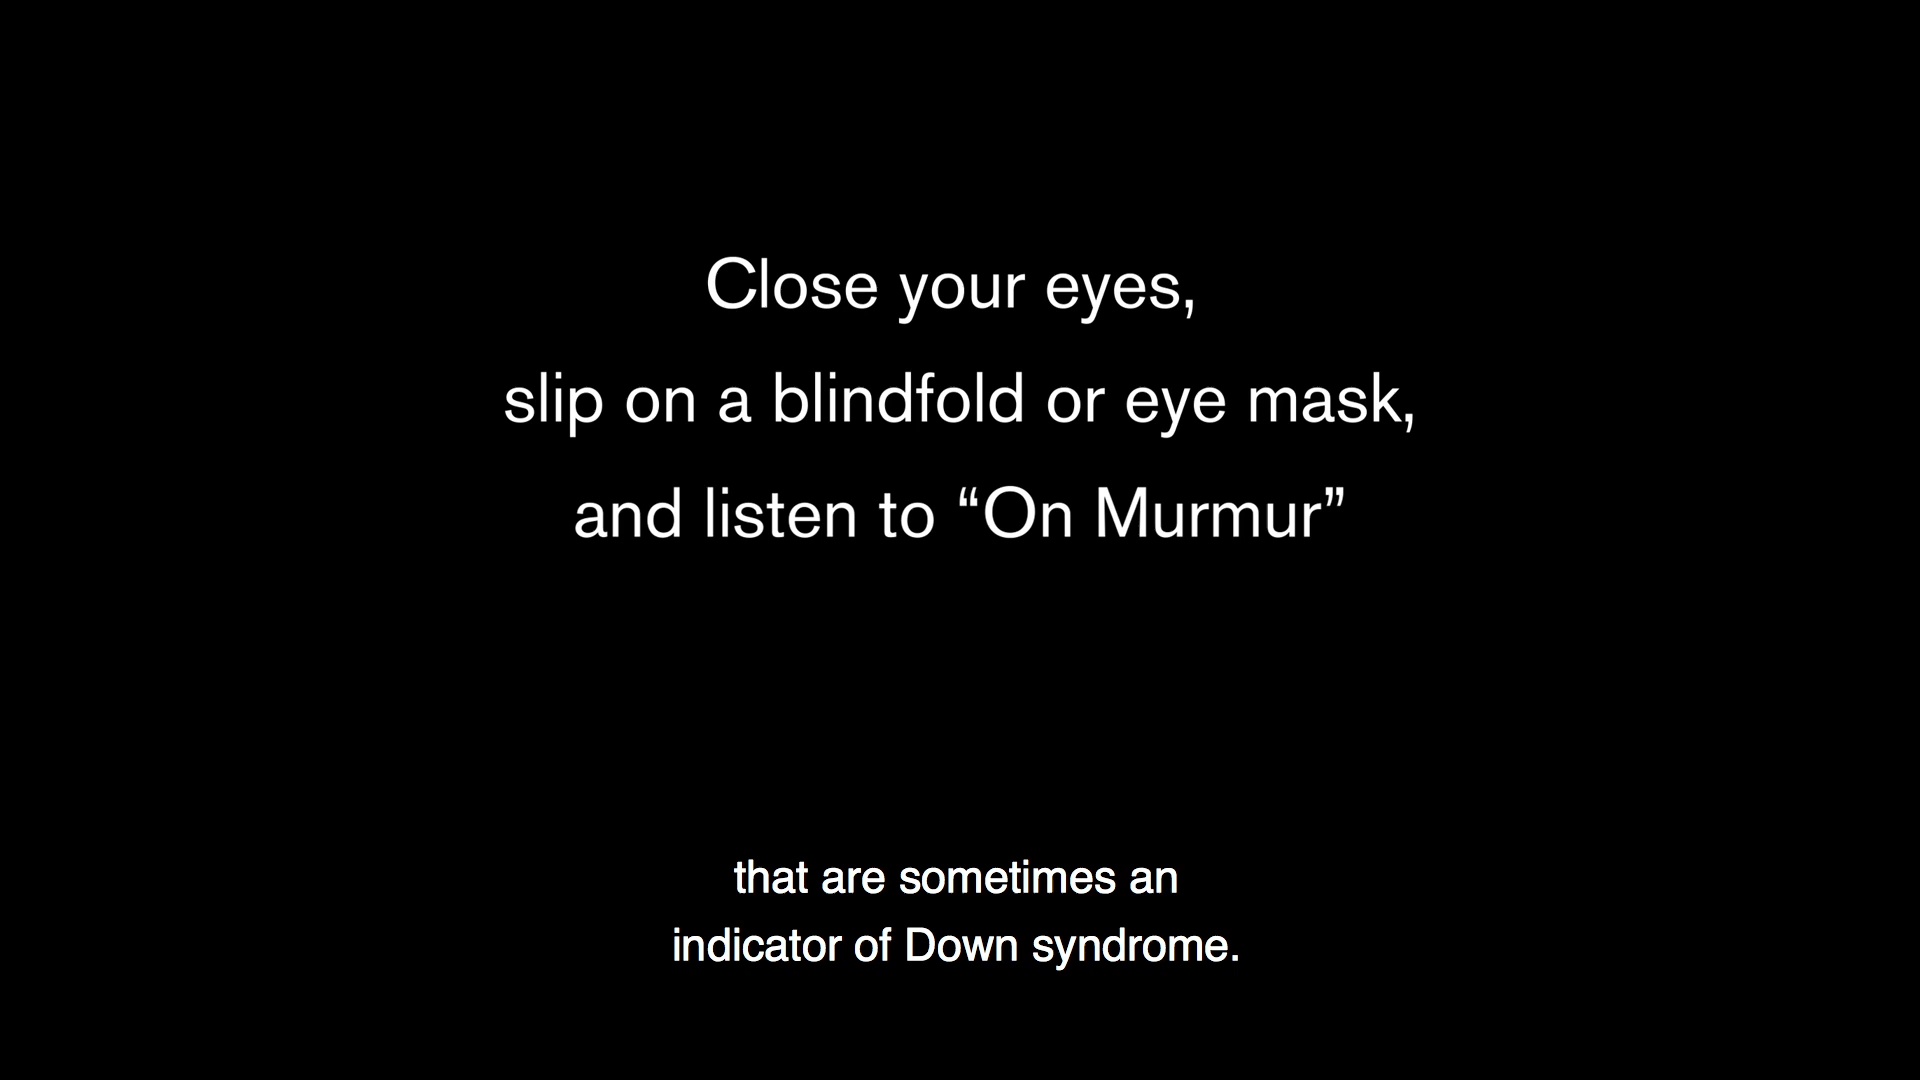 Close your eyes,
slip on a blindfold or eye mask,
and listen to “On Murmur”
that are sometimes an
indicator of Down syndrome.